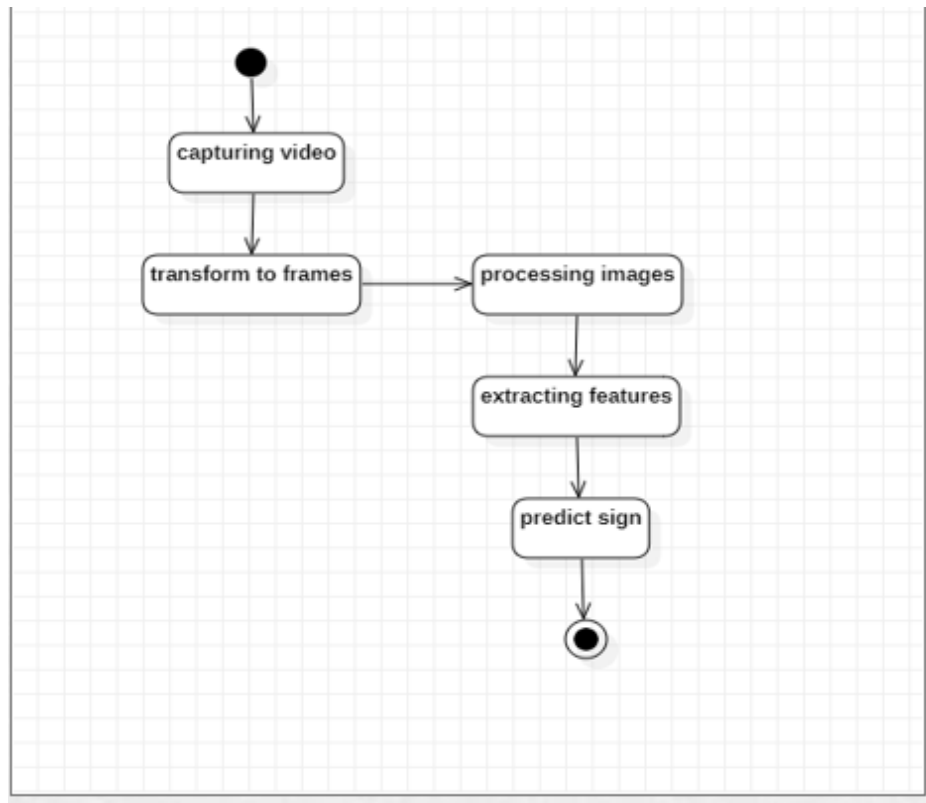 capturing video
transform to frames
processing images
extracting features
predict sign